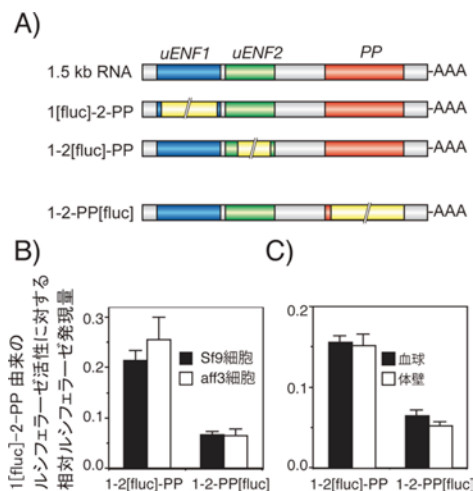 A)
uENF1 uENF2 PP
1.5 kb RNA -AAA
1[fluc]-2-PP -AAA
1-2[fluc]-PP -AAA
1-2-PP[fluc] -AAA
B)
1[fluc]-2-PP 由来の
ルシフェラーゼ活性に対する
相対ルシフェラーゼ発現量
0.3
0.2
0.1
0.0
Sf9細胞
aff3細胞
1-2[fluc]-PP 1-2-PP[fluc]
C)
0.2
0.1
0.0
血球
体壁
1-2[fluc]-PP 1-2-PP[fluc]